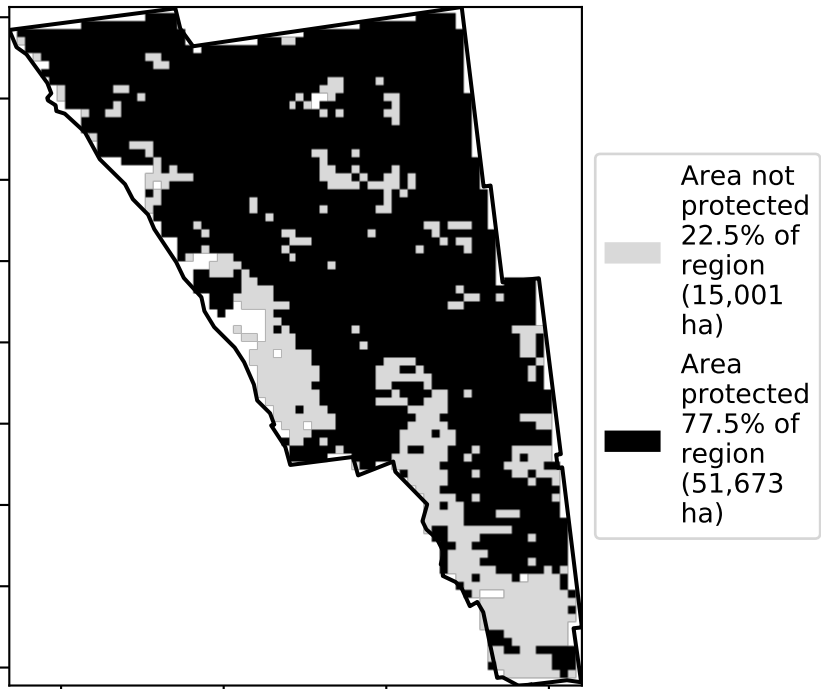 Area not
protected
22.5% of
region
(15,001
ha)
Area
protected
77.5% of
region
(51,673
ha)